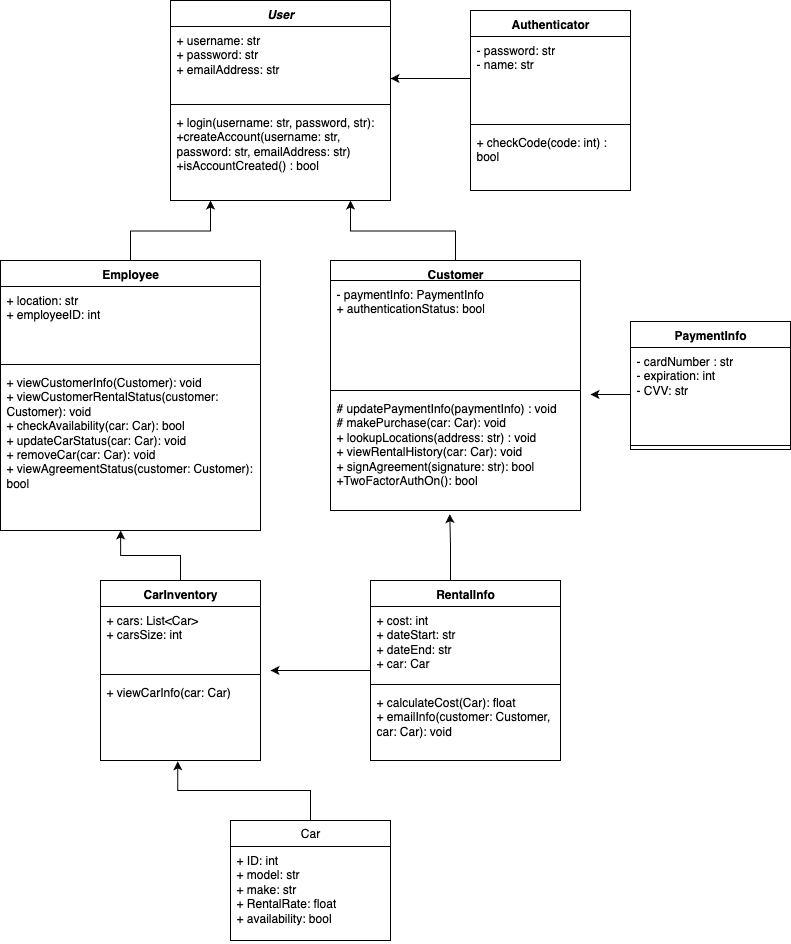 User
+ username: str
+ password: str
+ emailAddress: str
+ login(username: str, password, str):
+createAccount(username: str,
password: str, emailAddress: str)
+isAccountCreated() : bool
Authenticator
- password: str
- name: str
+ checkCode(code: int) :
bool
Employee
+ location: str
+ employeeID: int
+ viewCustomerInfo(Customer): void
+ viewCustomerRentalStatus(customer:
Customer): void
+ checkAvailability(car: Car): bool
+ updateCarStatus(car: Car): void
+ removeCar(car: Car): void
+ viewAgreementStatus(customer: Customer):
bool
Customer
- paymentInfo: PaymentInfo
+ authenticationStatus: bool
# updatePaymentInfo(paymentInfo) : void
# makePurchase(car: Car): void
+ lookupLocations(address: str) : void
+ viewRentalHistory(car: Car): void
+ signAgreement(signature: str): bool
+TwoFactorAuthOn(): bool
PaymentInfo
- cardNumber : str
- expiration: int
- CVV: str
CarInventory
+ cars: List<Car>
+ carsSize: int
+ viewCarInfo(car: Car)
RentalInfo
+ cost: int
+ dateStart: str
+ dateEnd: str
+ car: Car
+ calculateCost(Car): float
+ emailInfo(customer: Customer,
car: Car): void
Car
+ ID: int
+ model: str
+ make: str
+ RentalRate: float
+ availability: bool